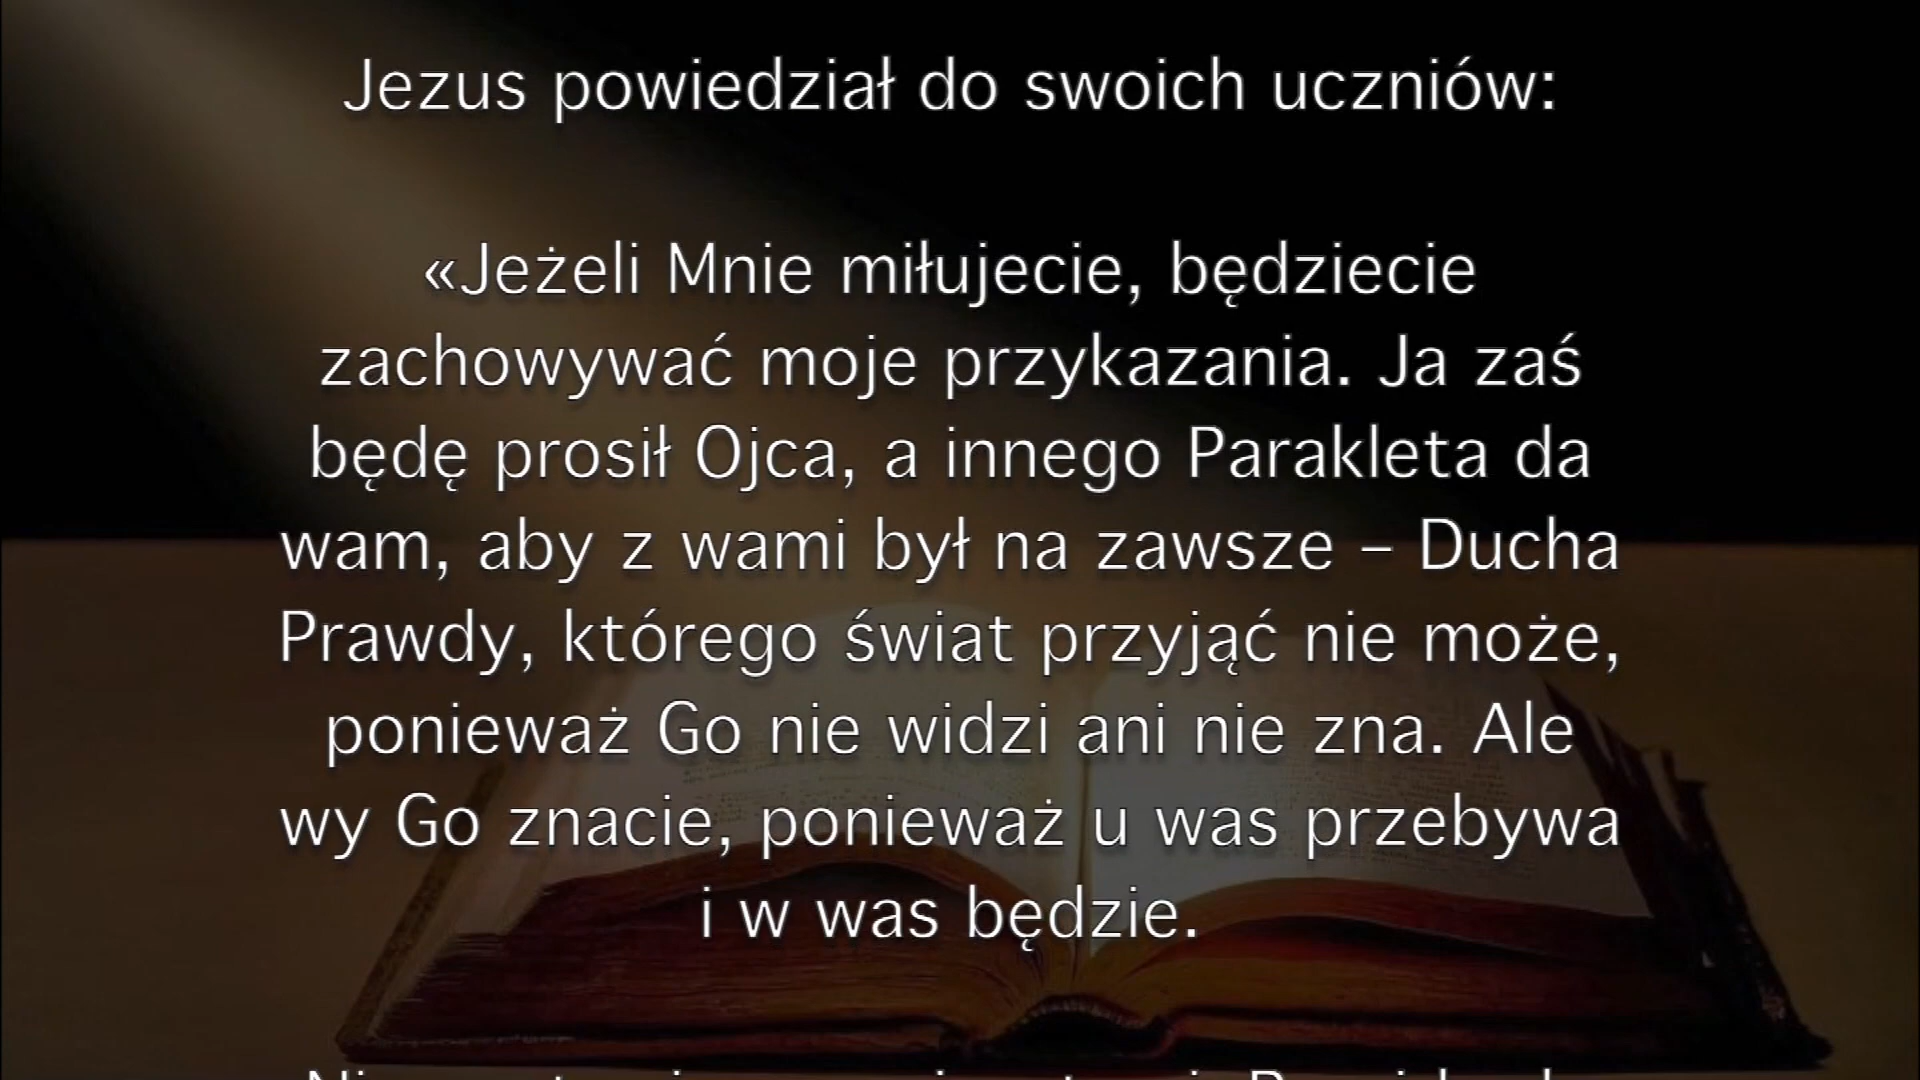 Jezus powiedział do swoich uczniów:
«Jeżeli Mnie miłujecie, będziecie
zachowywać moje przykazania. Ja zaś
będę prosił Ojca, a innego Parakleta da
wam, aby z wami był na zawsze – Ducha
Prawdy, którego świat przyjąć nie może,
ponieważ Go nie widzi ani nie zna. Ale
wy Go znacie, ponieważ u was przebywa
i w was będzie.